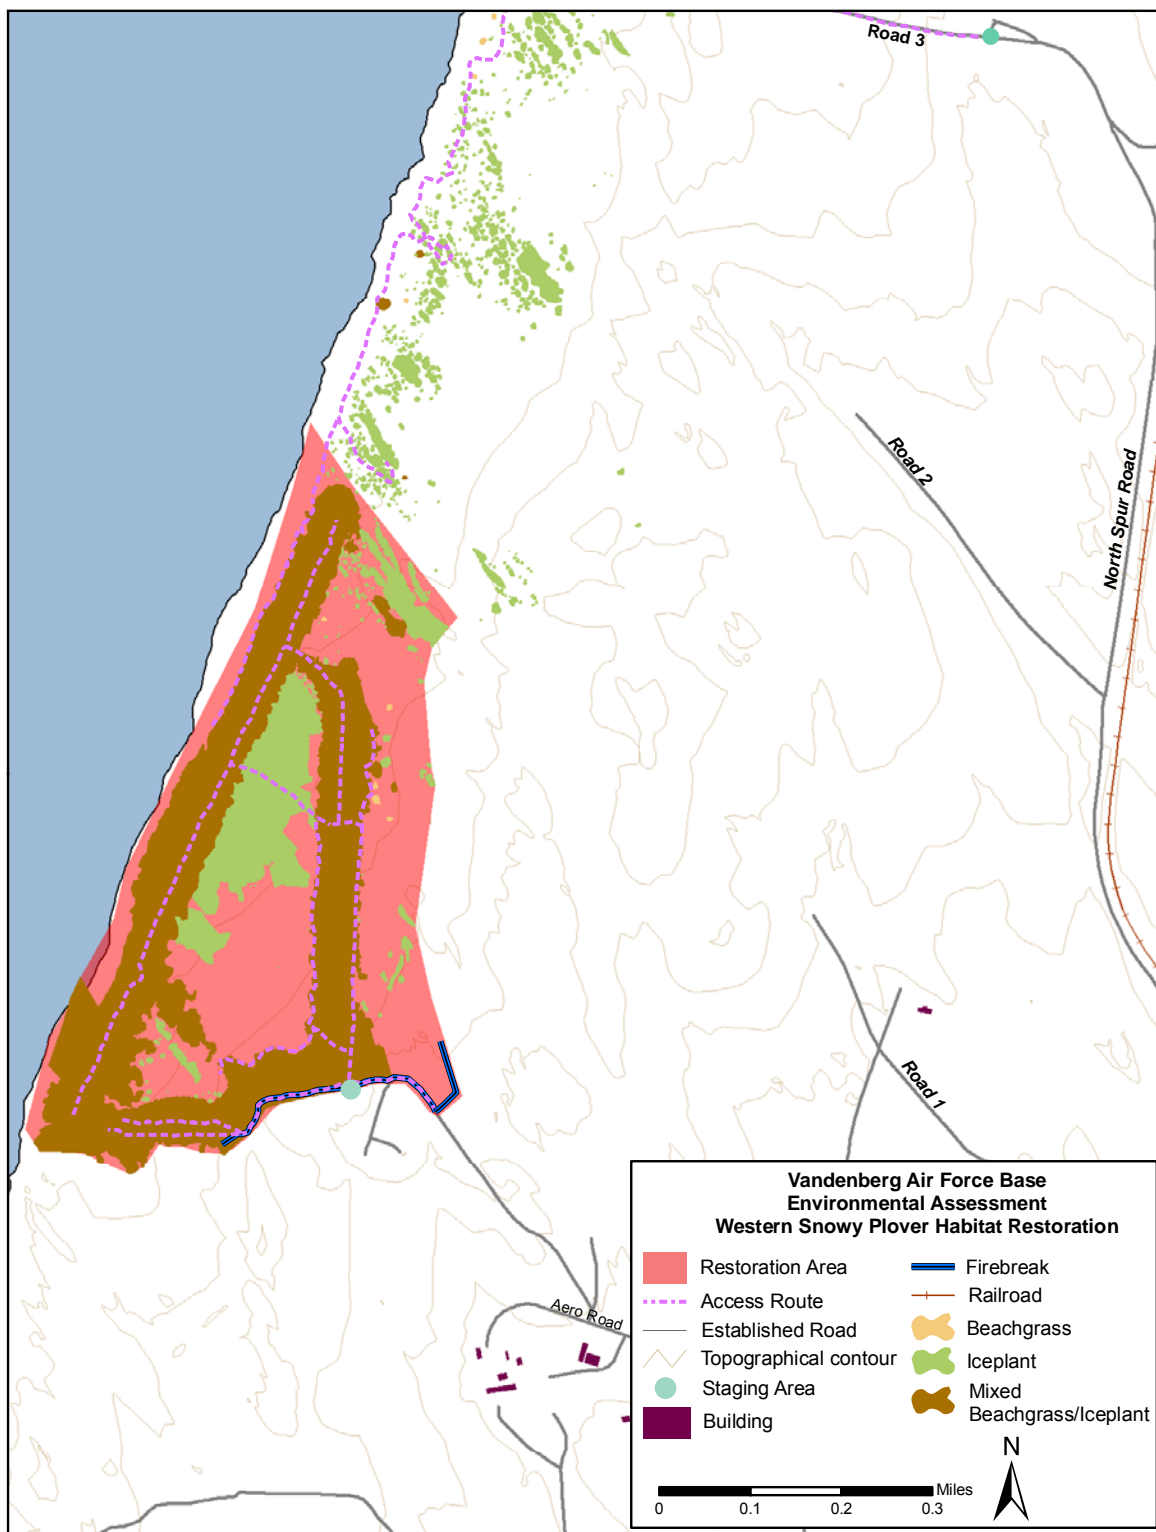 Road 3
Road 2
North Spur Road
Road 1
Aero Road
Vandenberg Air Force Base
Environmental Assessment
Western Snowy Plover Habitat Restoration
Restoration Area
Access Route
Established Road
Topographical contour
Staging Area
Building
Firebreak
Railroad
Beachgrass
Iceplant
Mixed
Beachgrass/Iceplant
N
Miles
0 0.1 0.2 0.3